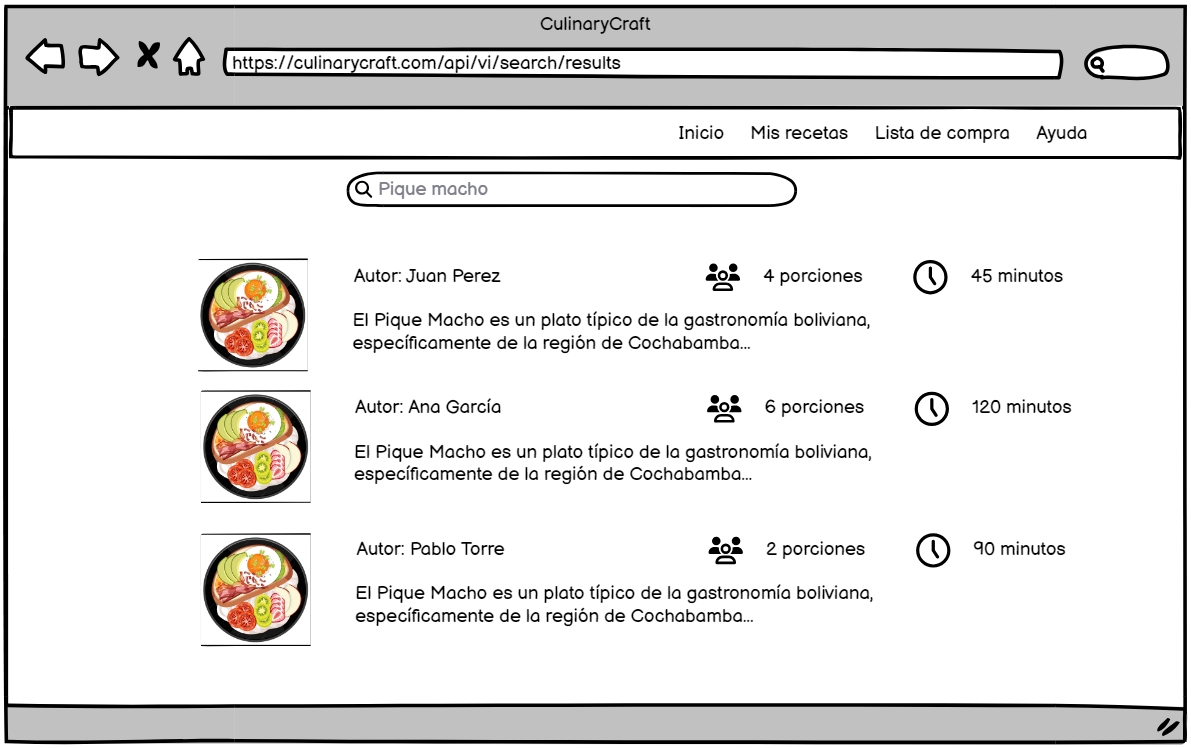 CulinaryCraft
https://culinarycraft.com/api/vi/search/results
Inicio Mis recetas Lista de compra Ayuda
Pique macho
Autor: Juan Perez 4 porciones 45 minutos
El Pique Macho es un plato típico de la gastronomía boliviana,
específicamente de la región de Cochabamba...
Autor: Ana García 6 porciones 120 minutos
El Pique Macho es un plato típico de la gastronomía boliviana,
específicamente de la región de Cochabamba...
Autor: Pablo Torre 2 porciones 90 minutos
El Pique Macho es un plato típico de la gastronomía boliviana,
específicamente de la región de Cochabamba...